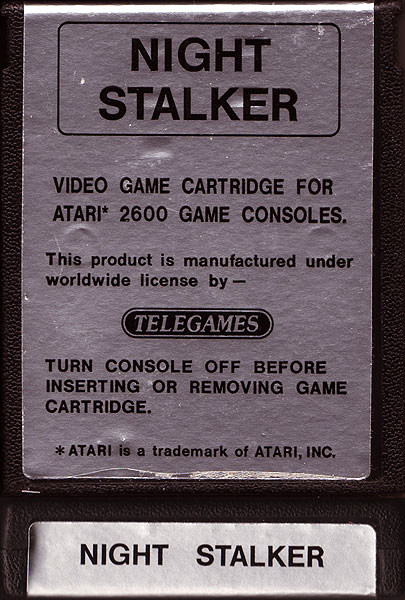 NIGHT
STALKER
VIDEO GAME CARTRIDGE FOR
ATARI* 2600 GAME CONSOLES.
This product is manufactured under
worldwide license by —
TELEGAMES
TURN CONSOLE OFF BEFORE
INSERTING OR REMOVING GAME
CARTRIDGE.
* ATARI is a trademark of ATARI, INC.
NIGHT STALKER